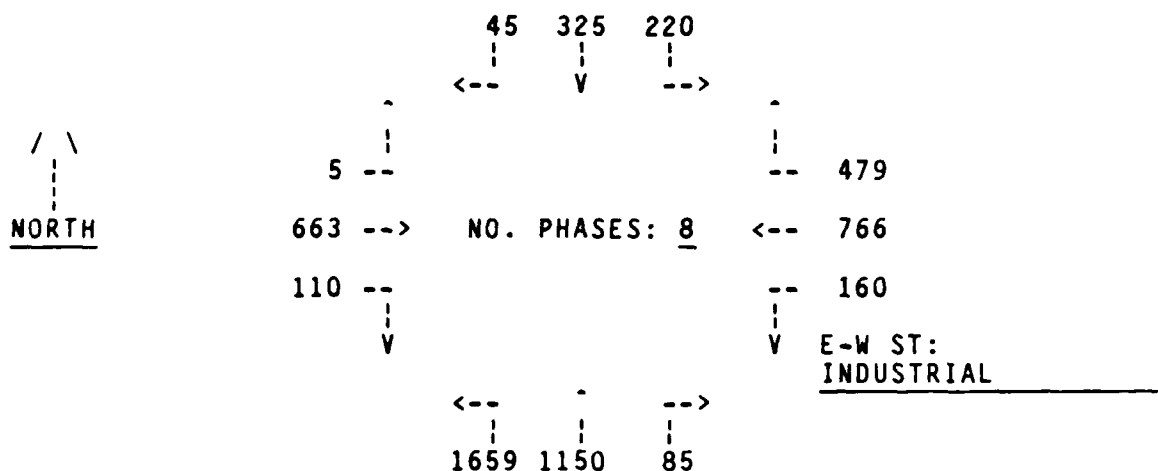 45 325 220
<-- V -->
/ \
5 -- -- 479
NORTH 663 --> NO. PHASES: 8 <-- 766
110 -- -- 160
V V E-W ST:
INDUSTRIAL
<-- -->
1659 1150 85